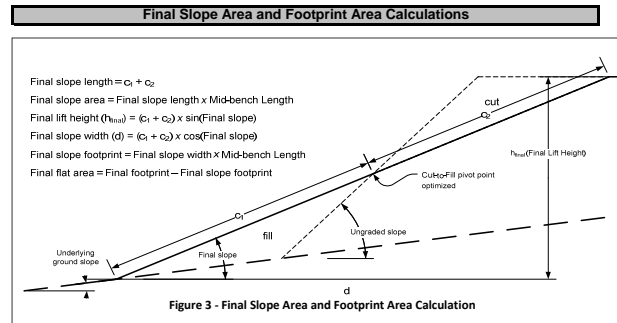 Final Slope Area and Footprint Area Calculations
Final slope length = c₁ + c₂
Final slope area = Final slope length x Mid-bench Length
Final lift height (hfinal) = (c₁ + c₂) x sin(Final slope)
Final slope width (d) = (c₁ + c₂) x cos(Final slope)
Final slope footprint = Final slope width x Mid-bench Length
Final flat area = Final footprint – Final slope footprint
cut
c₂
hfinal (Final Lift Height)
Cut-to-Fill pivot point
optimized
c₁
fill
Ungraded slope
Underlying
ground slope
Final slope
d
Figure 3 - Final Slope Area and Footprint Area Calculation